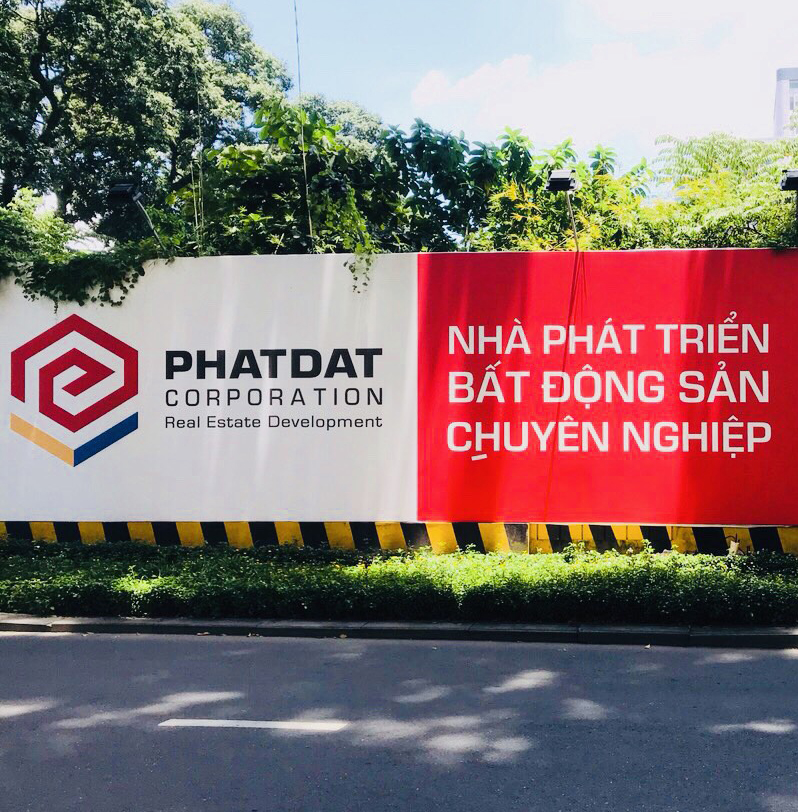 PHATDAT
CORPORATION
Real Estate Development
NHÀ PHÁT TRIỂN
BẤT ĐỘNG SẢN
CHUYÊN NGHIỆP